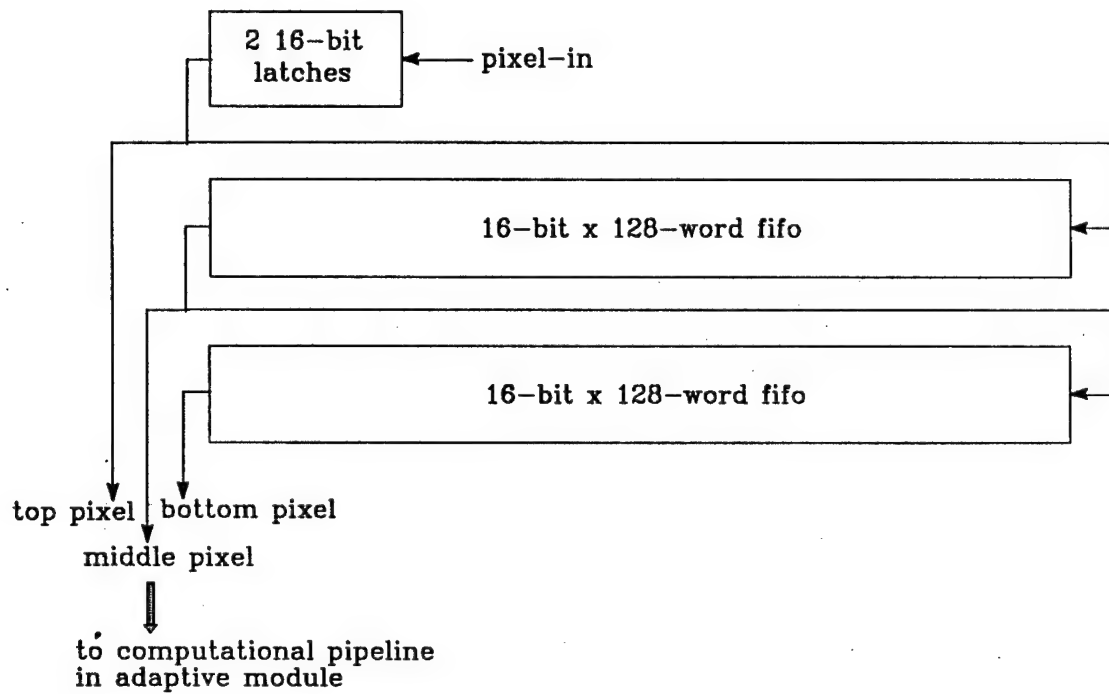 2 16-bit
latches
pixel-in
16-bit x 128-word fifo
16-bit x 128-word fifo
top pixel
bottom pixel
middle pixel
to computational pipeline
in adaptive module